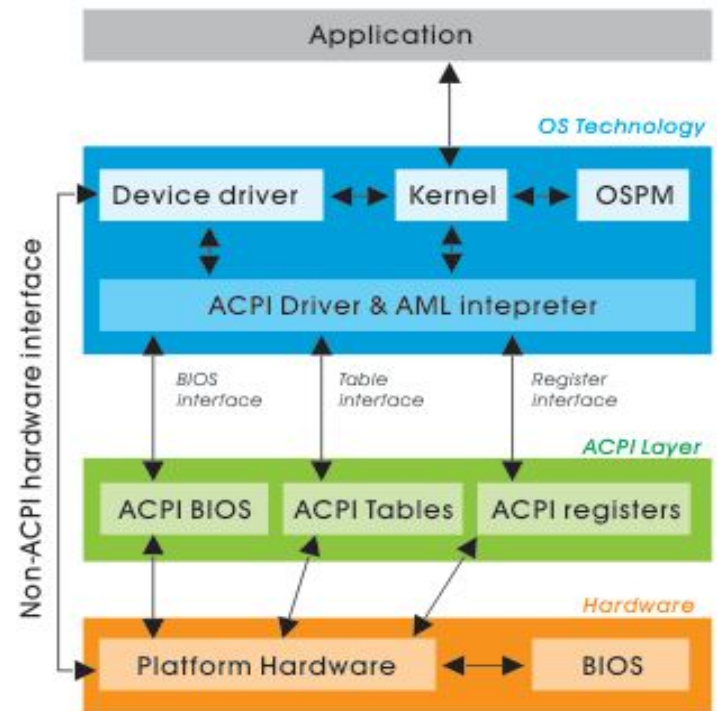 Application
OS Technology
Device driver
Kernel
OSPM
ACPI Driver & AML intepreter
Non-ACPI hardware interface
BIOS
interface
Table
interface
Register
interface
ACPI Layer
ACPI BIOS
ACPI Tables
ACPI registers
Hardware
Platform Hardware
BIOS